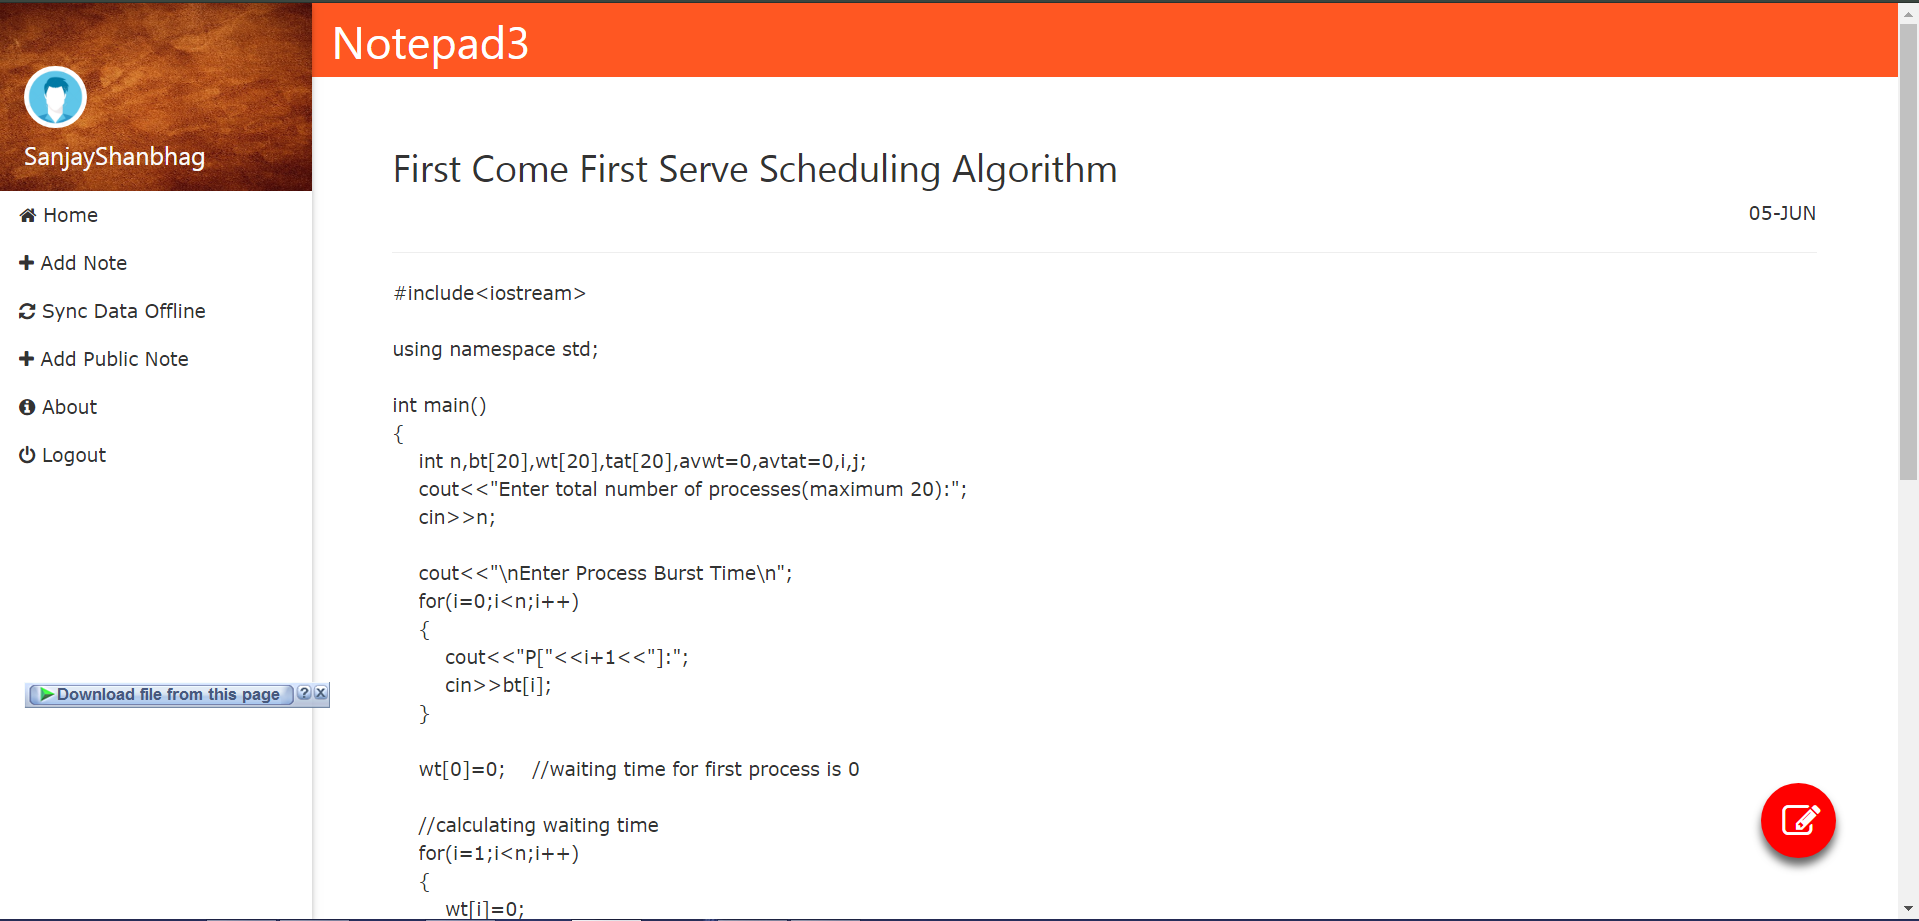 Notepad3
SanjayShanbhag
Home
Add Note
Sync Data Offline
Add Public Note
About
Logout
Download file from this page ? x
First Come First Serve Scheduling Algorithm
05-JUN
#include<iostream>
using namespace std;
int main()
{
int n,bt[20],wt[20],tat[20],avwt=0,avtat=0,i,j;
cout<<"Enter total number of processes(maximum 20):";
cin>>n;
cout<<"\nEnter Process Burst Time\n";
for(i=0;i<n;i++)
{
cout<<"P["<<i+1<<"]:";
cin>>bt[i];
}
wt[0]=0; //waiting time for first process is 0
//calculating waiting time
for(i=1;i<n;i++)
{
wt[i]=0;